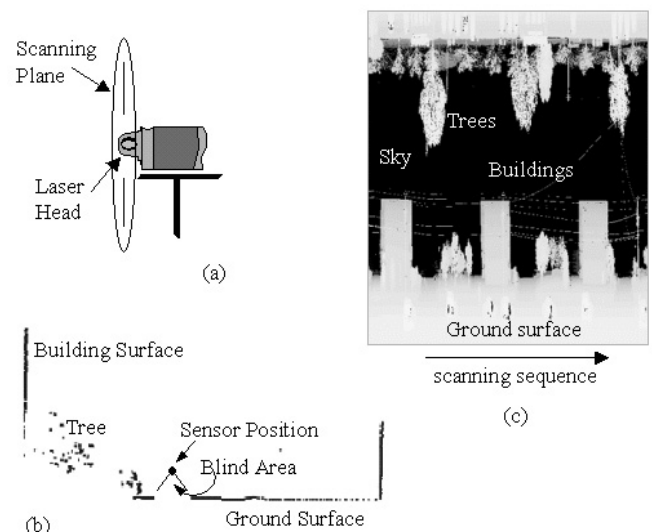 Scanning
Plane
Laser
Head
(a)
Trees
Sky
Buildings
Ground surface
scanning sequence
(c)
Building Surface
Tree
Sensor Position
Blind Area
Ground Surface
(b)